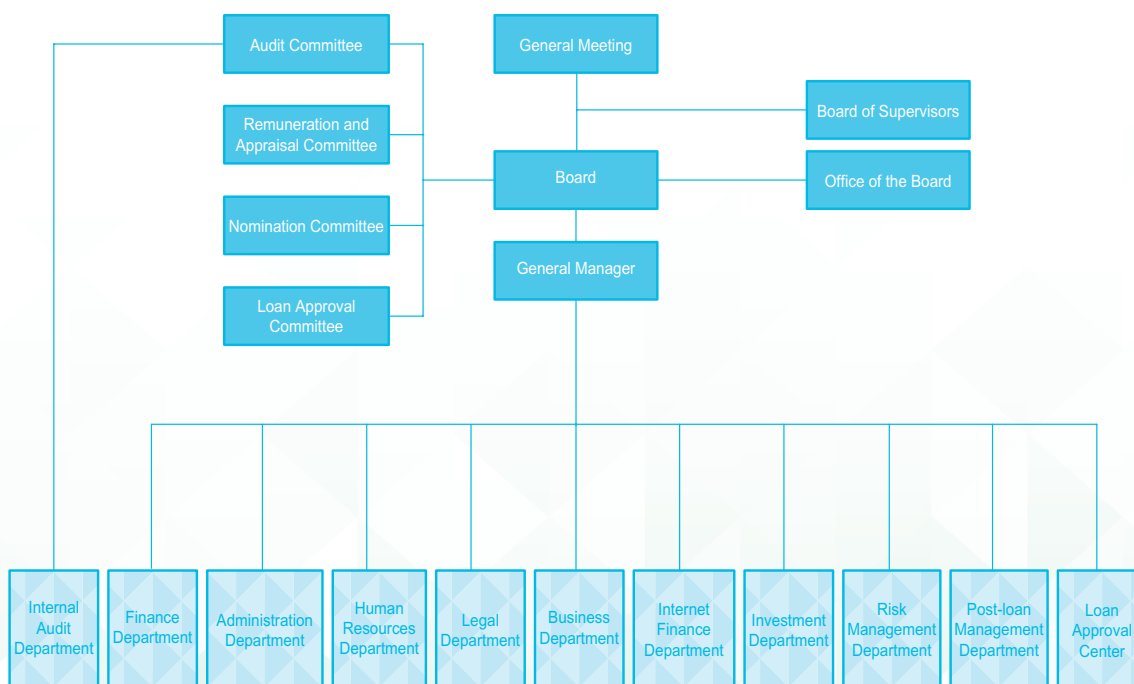 Audit Committee
General Meeting
Board of Supervisors
Remuneration and
Appraisal Committee
Board
Office of the Board
Nomination Committee
General Manager
Loan Approval
Committee
Internal
Audit
Department
Finance
Department
Administration
Department
Human
Resources
Department
Legal
Department
Business
Department
Internet
Finance
Department
Investment
Department
Risk
Management
Department
Post-loan
Management
Department
Loan
Approval
Center